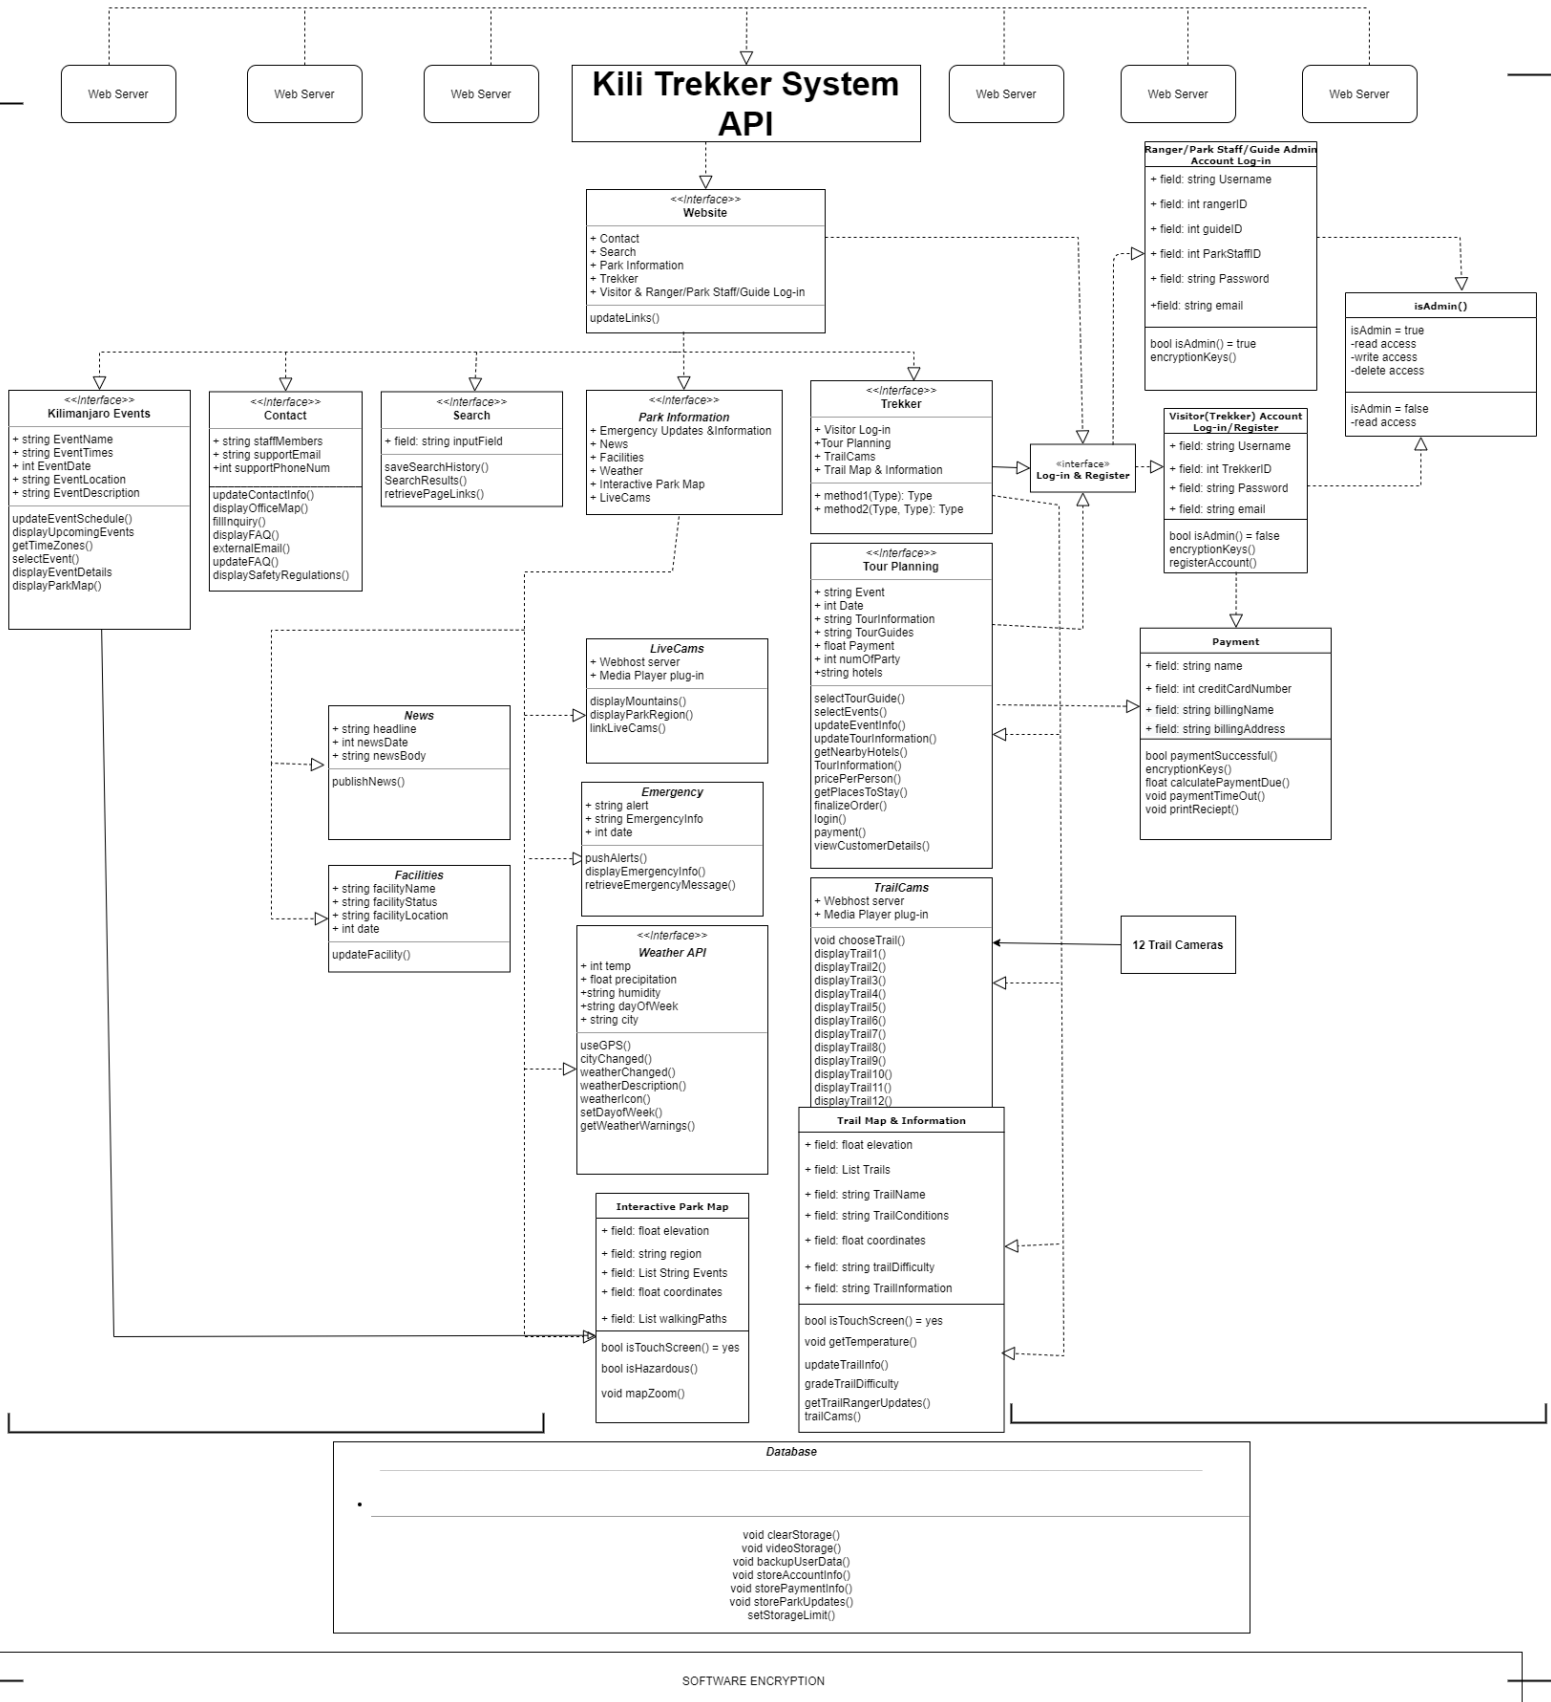 Web Server
Web Server
Web Server
Kili Trekker System
API
Web Server
Web Server
Web Server
<<Interface>>
Website
+ Contact
+ Search
+ Park Information
+ Trekker
+ Visitor & Ranger/Park Staff/Guide Log-in
updateLinks()
Ranger/Park Staff/Guide Admin
Account Log-in
+ field: string Username
+ field: int rangerID
+ field: int guideID
+ field: int ParkStaffID
+ field: string Password
+field: string email
bool isAdmin() = true
encryptionKeys()
isAdmin()
isAdmin = true
-read access
-write access
-delete access
isAdmin = false
-read access
<<Interface>>
Kilimanjaro Events
+ string EventName
+ string EventTimes
+ int EventDate
+ string EventLocation
+ string EventDescription
updateEventSchedule()
displayUpcomingEvents
getTimeZones()
selectEvent()
displayEventDetails
displayParkMap()
<<Interface>>
Contact
+ string staffMembers
+ string supportEmail
+int supportPhoneNum
updateContactInfo()
displayOfficeMap()
fillInquiry()
displayFAQ()
externalEmail()
updateFAQ()
displaySafetyRegulations()
<<Interface>>
Search
+ field: string inputField
saveSearchHistory()
SearchResults()
retrievePageLinks()
<<Interface>>
Park Information
+ Emergency Updates &Information
+ News
+ Facilities
+ Weather
+ Interactive Park Map
+ LiveCams
<<Interface>>
Trekker
+ Visitor Log-in
+Tour Planning
+ TrailCams
+ Trail Map & Information
+ method1(Type): Type
+ method2(Type, Type): Type
«interface»
Log-in & Register
Visitor(Trekker) Account
Log-in/Register
+ field: string Username
+ field: int TrekkerID
+ field: string Password
+ field: string email
bool isAdmin() = false
encryptionKeys()
registerAccount()
<<Interface>>
Tour Planning
+ string Event
+ int Date
+ string TourInformation
+ string TourGuides
+ float Payment
+ int numOfParty
+string hotels
selectTourGuide()
selectEvents()
updateEventInfo()
updateTourInformation()
getNearbyHotels()
TourInformation()
pricePerPerson()
getPlacesToStay()
finalizeOrder()
login()
payment()
viewCustomerDetails()
Payment
+ field: string name
+ field: int creditCardNumber
+ field: string billingName
+ field: string billingAddress
bool paymentSuccessful()
encryptionKeys()
float calculatePaymentDue()
void paymentTimeOut()
void printReciept()
LiveCams
+ Webhost server
+ Media Player plug-in
displayMountains()
displayParkRegion()
linkLiveCams()
News
+ string headline
+ int newsDate
+ string newsBody
publishNews()
Emergency
+ string alert
+ string EmergencyInfo
+ int date
pushAlerts()
displayEmergencyInfo()
retrieveEmergencyMessage()
Facilities
+ string facilityName
+ string facilityStatus
+ string facilityLocation
+ int date
updateFacility()
TrailCams
+ Webhost server
+ Media Player plug-in
void chooseTrail()
displayTrail1()
displayTrail2()
displayTrail3()
displayTrail4()
displayTrail5()
displayTrail6()
displayTrail7()
displayTrail8()
displayTrail9()
displayTrail10()
displayTrail11()
displayTrail12()
12 Trail Cameras
<<Interface>>
Weather API
+ int temp
+ float precipitation
+string humidity
+string dayOfWeek
+ string city
useGPS()
cityChanged()
weatherChanged()
weatherDescription()
weatherIcon()
setDayofWeek()
getWeatherWarnings()
Trail Map & Information
+ field: float elevation
+ field: List Trails
+ field: string TrailName
+ field: string TrailConditions
+ field: float coordinates
+ field: string trailDifficulty
+ field: string TrailInformation
bool isTouchScreen() = yes
void getTemperature()
updateTrailInfo()
gradeTrailDifficulty
getTrailRangerUpdates()
trailCams()
Interactive Park Map
+ field: float elevation
+ field: string region
+ field: List String Events
+ field: float coordinates
+ field: List walkingPaths
bool isTouchScreen() = yes
bool isHazardous()
void mapZoom()
Database
void clearStorage()
void videoStorage()
void backupUserData()
void storeAccountInfo()
void storePaymentInfo()
void storeParkUpdates()
setStorageLimit()
SOFTWARE ENCRYPTION